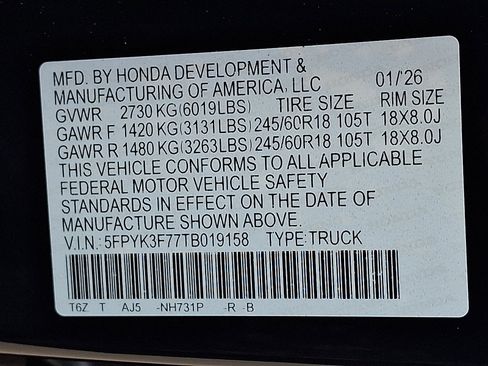 MFD. BY HONDA DEVELOPMENT &
MANUFACTURING OF AMERICA, LLC 01/'26
GVWR 2730 KG(6019LBS) TIRE SIZE RIM SIZE
GAWR F 1420 KG(3131LBS) 245/60R18 105T 18X8.0J
GAWR R 1480 KG(3263LBS) 245/60R18 105T 18X8.0J
THIS VEHICLE CONFORMS TO ALL APPLICABLE
FEDERAL MOTOR VEHICLE SAFETY
STANDARDS IN EFFECT ON THE DATE OF
MANUFACTURE SHOWN ABOVE.
V.I.N.: 5FPYK3F77TB019158 TYPE: TRUCK
T6Z T AJ5 -NH731P -R -B